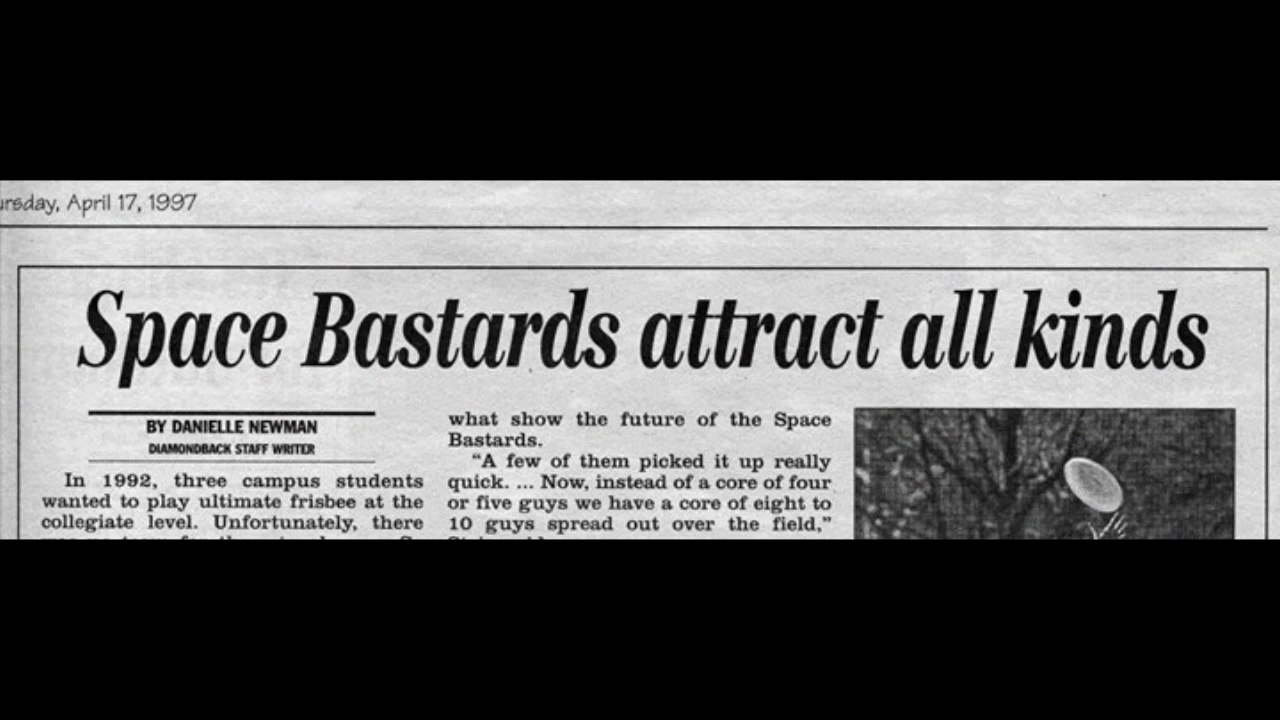 ursday, April 17, 1997
Space Bastards attract all kinds
BY DANIELLE NEWMAN
DIAMONDBACK STAFF WRITER
In 1992, three campus students
wanted to play ultimate frisbee at the
collegiate level. Unfortunately, there
what show the future of the Space
Bastards.
“A few of them picked it up really
quick. ... Now, instead of a core of four
or five guys we have a core of eight to
10 guys spread out over the field,”